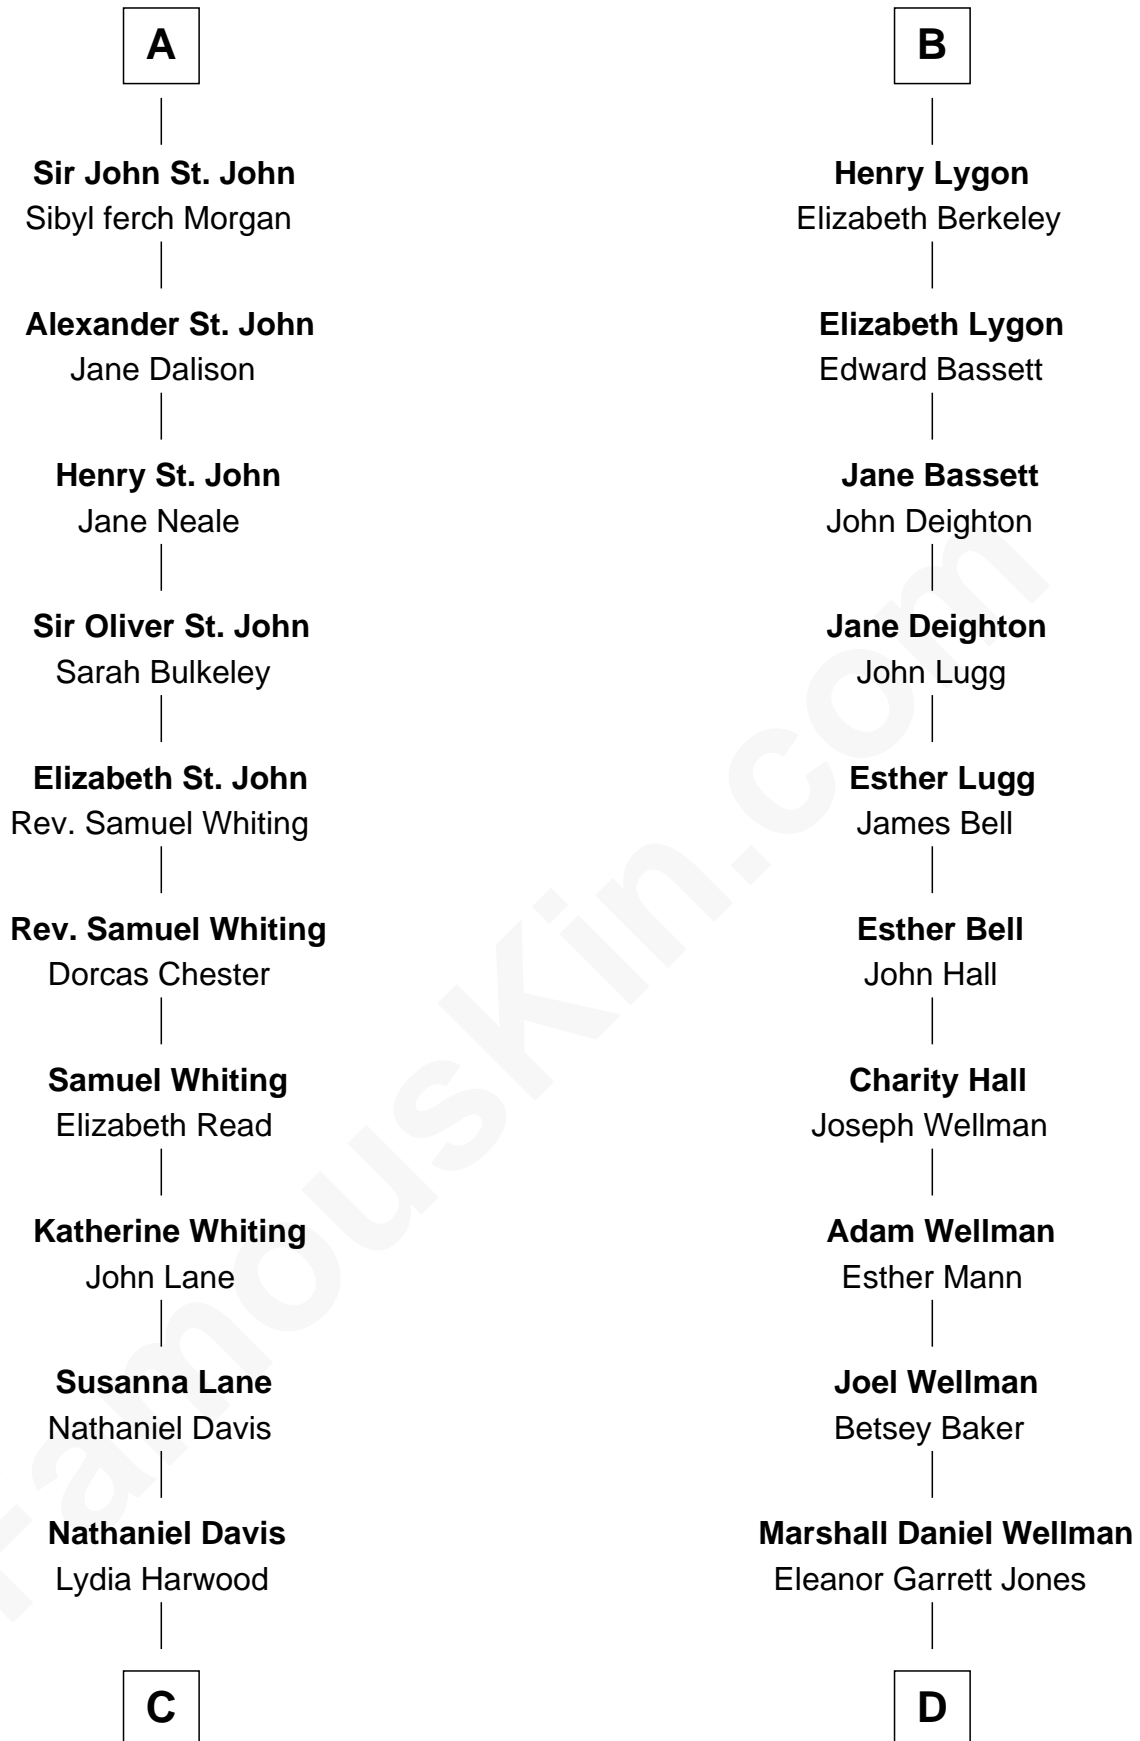 A
Sir John St. John
Sibyl ferch Morgan
Alexander St. John
Jane Dalison
Henry St. John
Jane Neale
Sir Oliver St. John
Sarah Bulkeley
Elizabeth St. John
Rev. Samuel Whiting
Rev. Samuel Whiting
Dorcas Chester
Samuel Whiting
Elizabeth Read
Katherine Whiting
John Lane
Susanna Lane
Nathaniel Davis
Nathaniel Davis
Lydia Harwood
C
B
Henry Lygon
Elizabeth Berkeley
Elizabeth Lygon
Edward Bassett
Jane Bassett
John Deighton
Jane Deighton
John Lugg
Esther Lugg
James Bell
Esther Bell
John Hall
Charity Hall
Joseph Wellman
Adam Wellman
Esther Mann
Joel Wellman
Betsey Baker
Marshall Daniel Wellman
Eleanor Garrett Jones
D
FamousKin.com